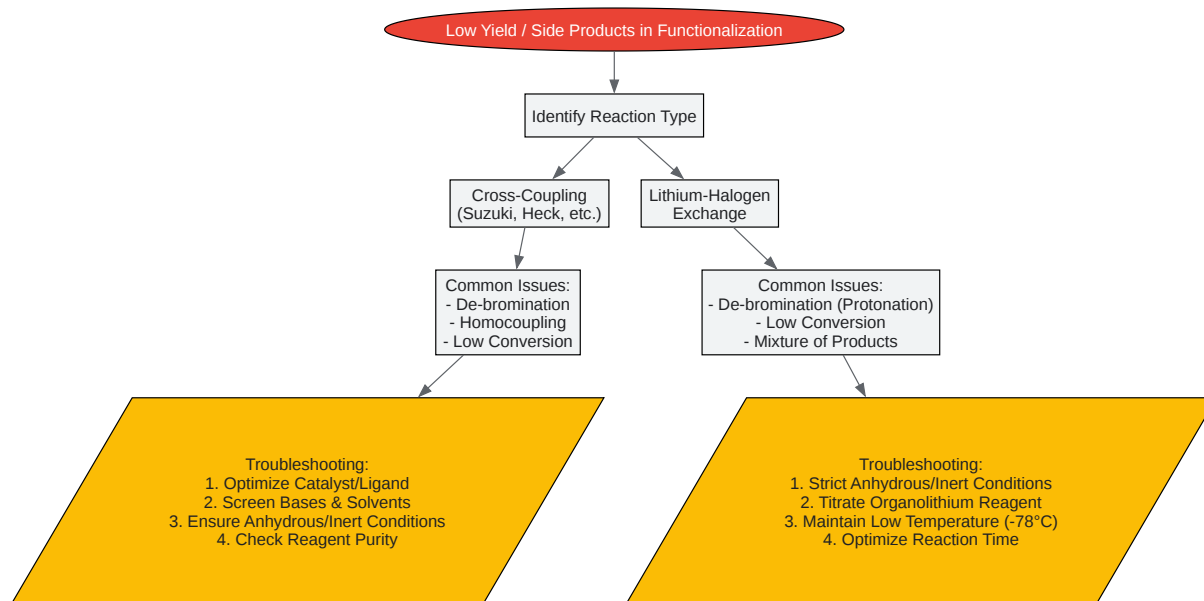 Low Yield / Side Products in Functionalization
Identify Reaction Type
Cross-Coupling
(Suzuki, Heck, etc.)
Lithium-Halogen
Exchange
Common Issues:
- De-bromination
- Homocoupling
- Low Conversion
Common Issues:
- De-bromination (Protonation)
- Low Conversion
- Mixture of Products
Troubleshooting:
1. Optimize Catalyst/Ligand
2. Screen Bases & Solvents
3. Ensure Anhydrous/Inert Conditions
4. Check Reagent Purity
Troubleshooting:
1. Strict Anhydrous/Inert Conditions
2. Titrate Organolithium Reagent
3. Maintain Low Temperature (-78°C)
4. Optimize Reaction Time